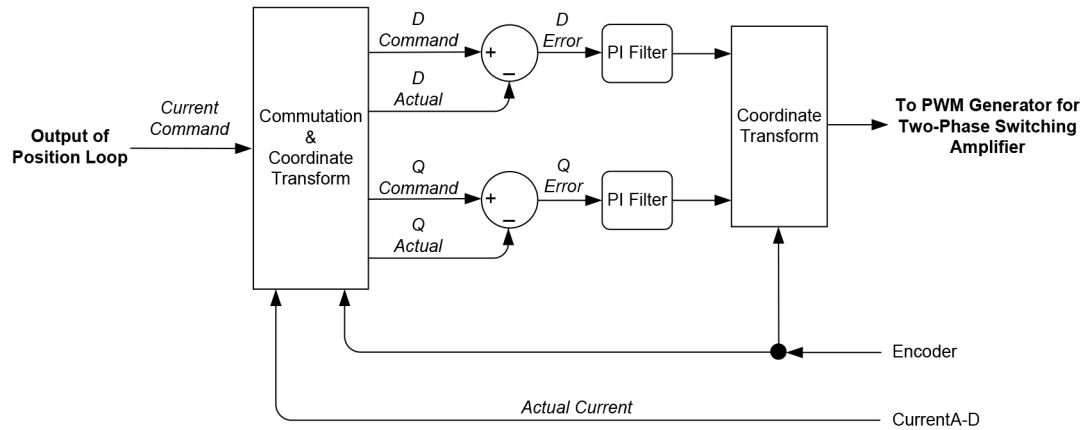 D
Command
D
Error
PI Filter
+
−
D
Actual
Current
Command
Output of
Position Loop
Commutation
&
Coordinate
Transform
Coordinate
Transform
To PWM Generator for
Two-Phase Switching
Amplifier
Q
Command
Q
Error
PI Filter
+
−
Q
Actual
Encoder
Actual Current
CurrentA-D